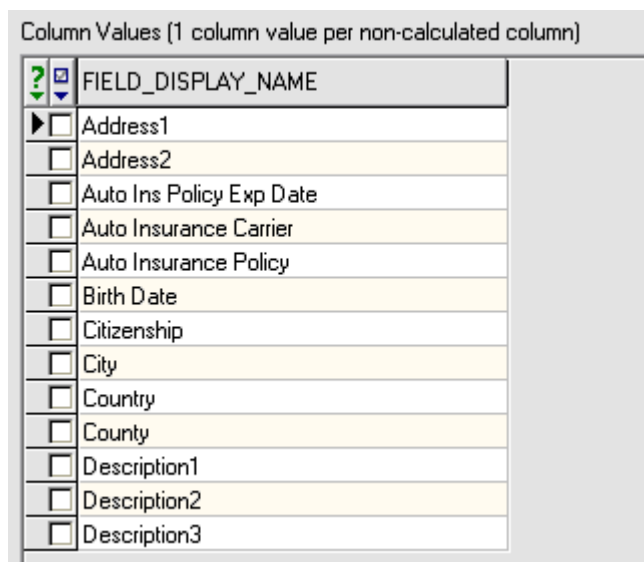 Column Values (1 column value per non-calculated column)
? FIELD_DISPLAY_NAME
Address1
Address2
Auto Ins Policy Exp Date
Auto Insurance Carrier
Auto Insurance Policy
Birth Date
Citizenship
City
Country
County
Description1
Description2
Description3